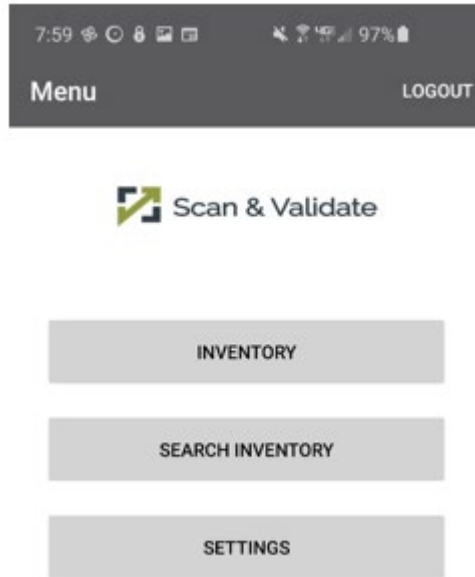 7:59 97%
Menu LOGOUT
Scan & Validate
INVENTORY
SEARCH INVENTORY
SETTINGS